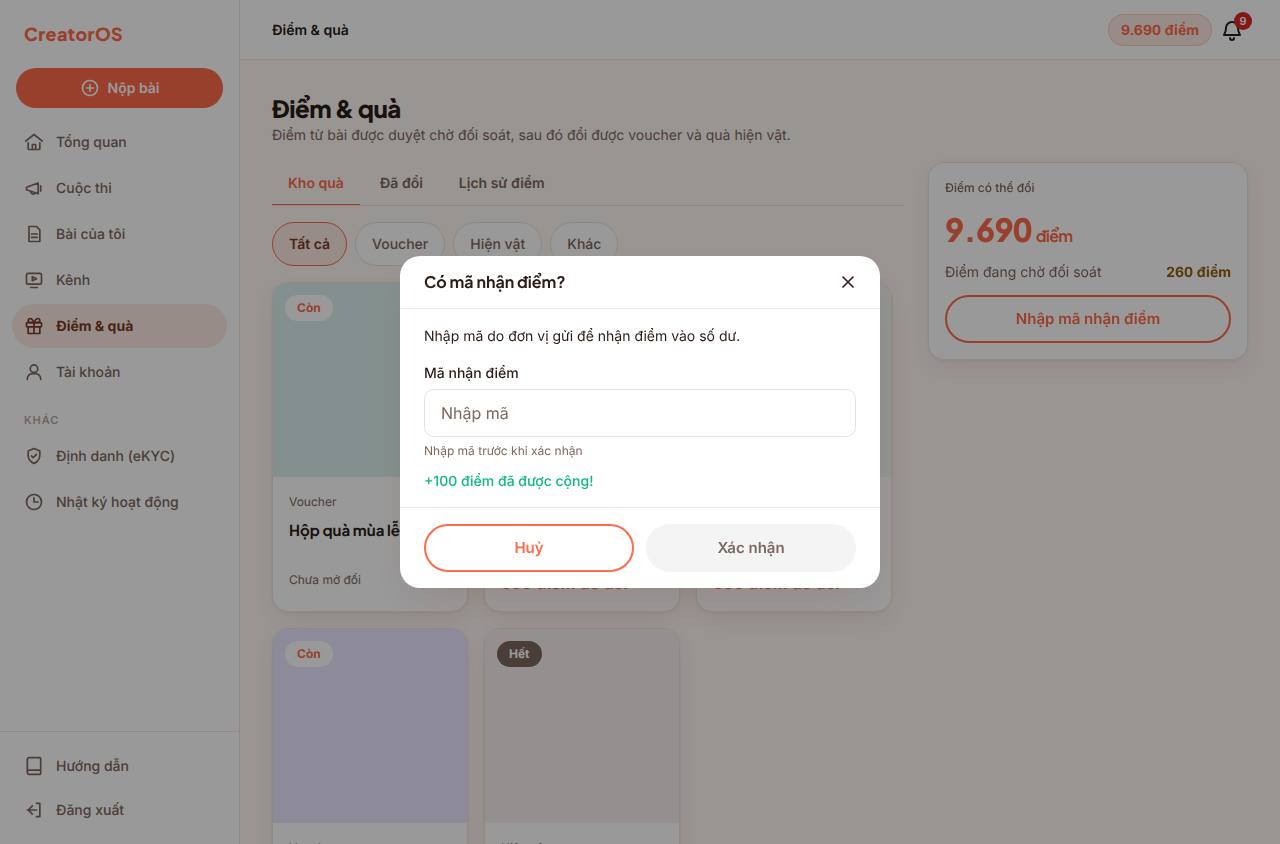 CreatorOS
Nộp bài
Tổng quan
Cuộc thi
Bài của tôi
Kênh
Điểm & quà
Tài khoản
KHÁC
Định danh (eKYC)
Nhật ký hoạt động
Hướng dẫn
Đăng xuất
Điểm & quà
9.690 điểm
9
Điểm & quà
Điểm từ bài được duyệt chờ đối soát, sau đó đổi được voucher và quà hiện vật.
Kho quà
Đã đổi
Lịch sử điểm
Tất cả
Voucher
Hiện vật
Khác
Còn
Voucher
Hộp quà mùa lễ
Chưa mở đổi
Còn
Hết
Điểm có thể đổi
9.690 điểm
Điểm đang chờ đối soát
260 điểm
Nhập mã nhận điểm
Có mã nhận điểm?
Nhập mã do đơn vị gửi để nhận điểm vào số dư.
Mã nhận điểm
Nhập mã
Nhập mã trước khi xác nhận
+100 điểm đã được cộng!
Huỷ
Xác nhận